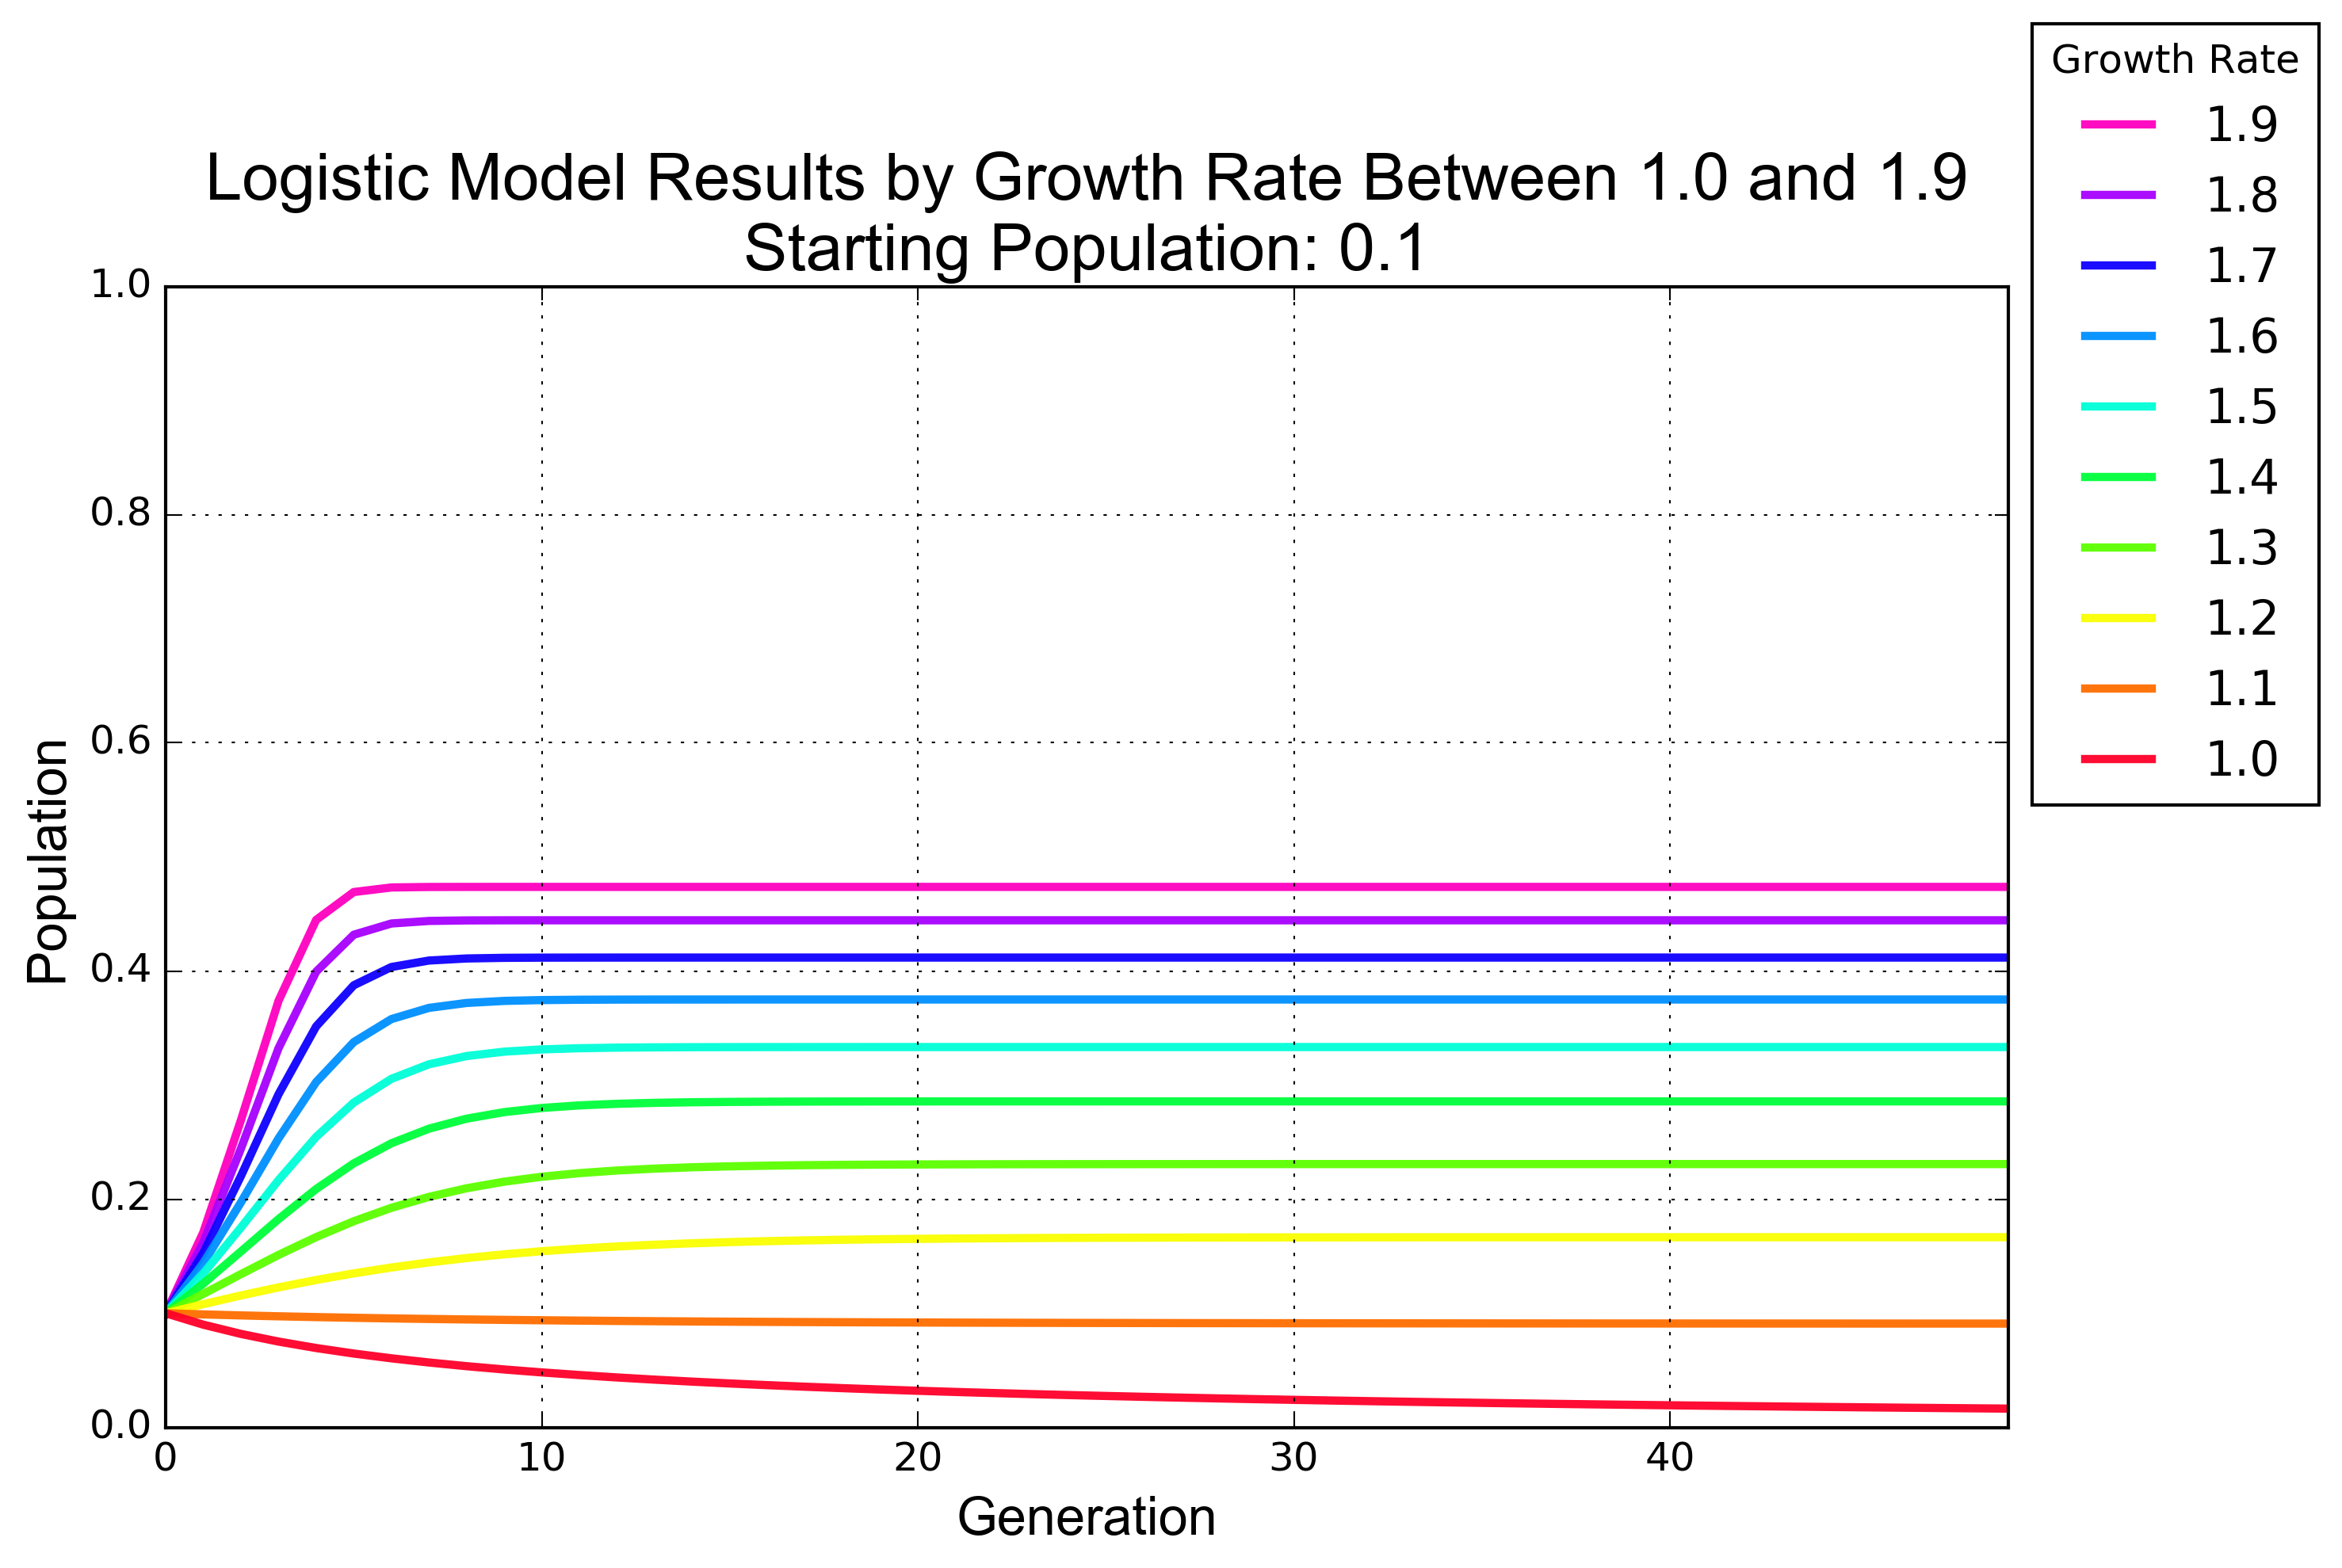 Logistic Model Results by Growth Rate Between 1.0 and 1.9
Starting Population: 0.1
Growth Rate
1.9
1.8
1.7
1.6
1.5
1.4
1.3
1.2
1.1
1.0
Population
1.0
0.8
0.6
0.4
0.2
0.0
0 10 20 30 40
Generation